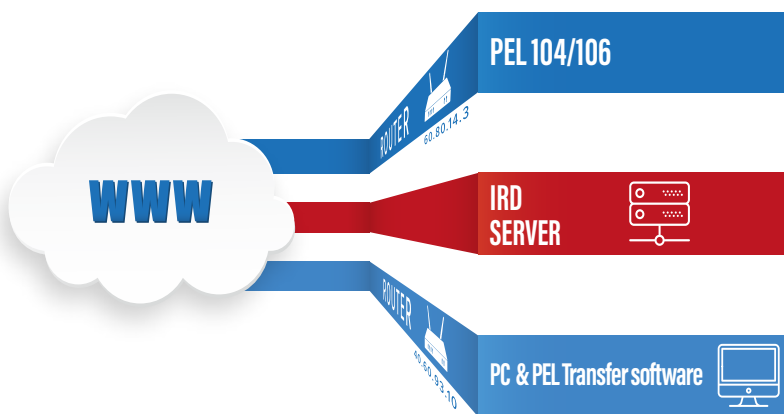 WWW
ROUTER
60.80.14.3
PEL 104/106
IRD
SERVER
ROUTER
40.60.93.10
PC & PEL Transfer software